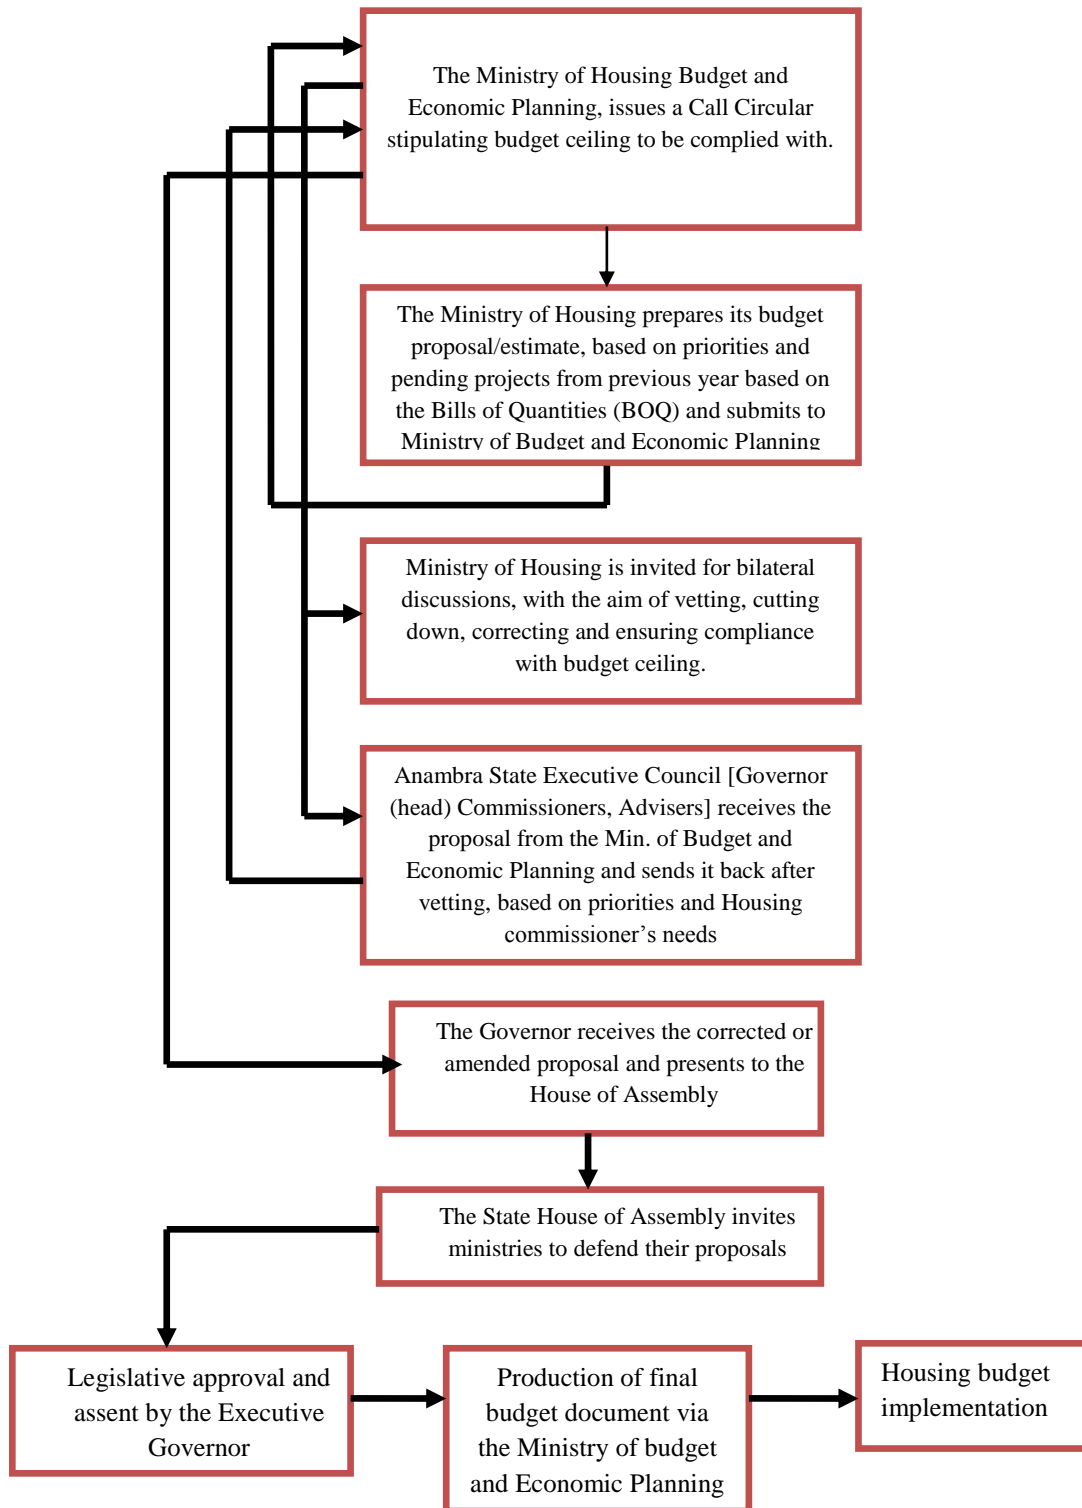 The Ministry of Housing Budget and
Economic Planning, issues a Call Circular
stipulating budget ceiling to be complied with.
The Ministry of Housing prepares its budget
proposal/estimate, based on priorities and
pending projects from previous year based on
the Bills of Quantities (BOQ) and submits to
Ministry of Budget and Economic Planning
Ministry of Housing is invited for bilateral
discussions, with the aim of vetting, cutting
down, correcting and ensuring compliance
with budget ceiling.
Anambra State Executive Council [Governor
(head) Commissioners, Advisers] receives the
proposal from the Min. of Budget and
Economic Planning and sends it back after
vetting, based on priorities and Housing
commissioner’s needs
The Governor receives the corrected or
amended proposal and presents to the
House of Assembly
The State House of Assembly invites
ministries to defend their proposals
Legislative approval and
assent by the Executive
Governor
Production of final
budget document via
the Ministry of budget
and Economic Planning
Housing budget
implementation